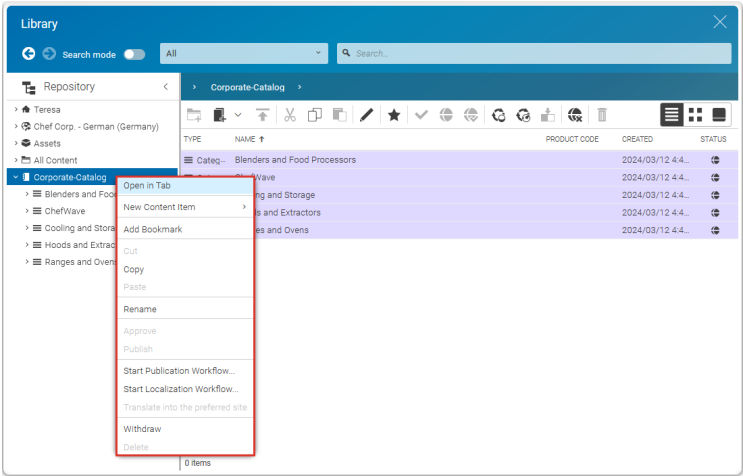 Library
Search mode
All
Search...
Repository
Corporate-Catalog
Teresa
Chef Corp. - German (Germany)
Assets
All Content
Corporate-Catalog
Blenders and Foo
ChefWave
Cooling and Stora
Hoods and Extrac
Ranges and Ovens
TYPE NAME PRODUCT CODE CREATED STATUS
Categ... Blenders and Food Processors 2024/03/12 4:4...
Wave 2024/03/12 4:4...
ng and Storage 2024/03/12 4:4...
s and Extractors 2024/03/12 4:4...
es and Ovens 2024/03/12 4:4...
Open in Tab
New Content Item
Add Bookmark
Cut
Copy
Paste
Rename
Approve
Publish
Start Publication Workflow...
Start Localization Workflow...
Translate into the preferred site
Withdraw
Delete
0 items